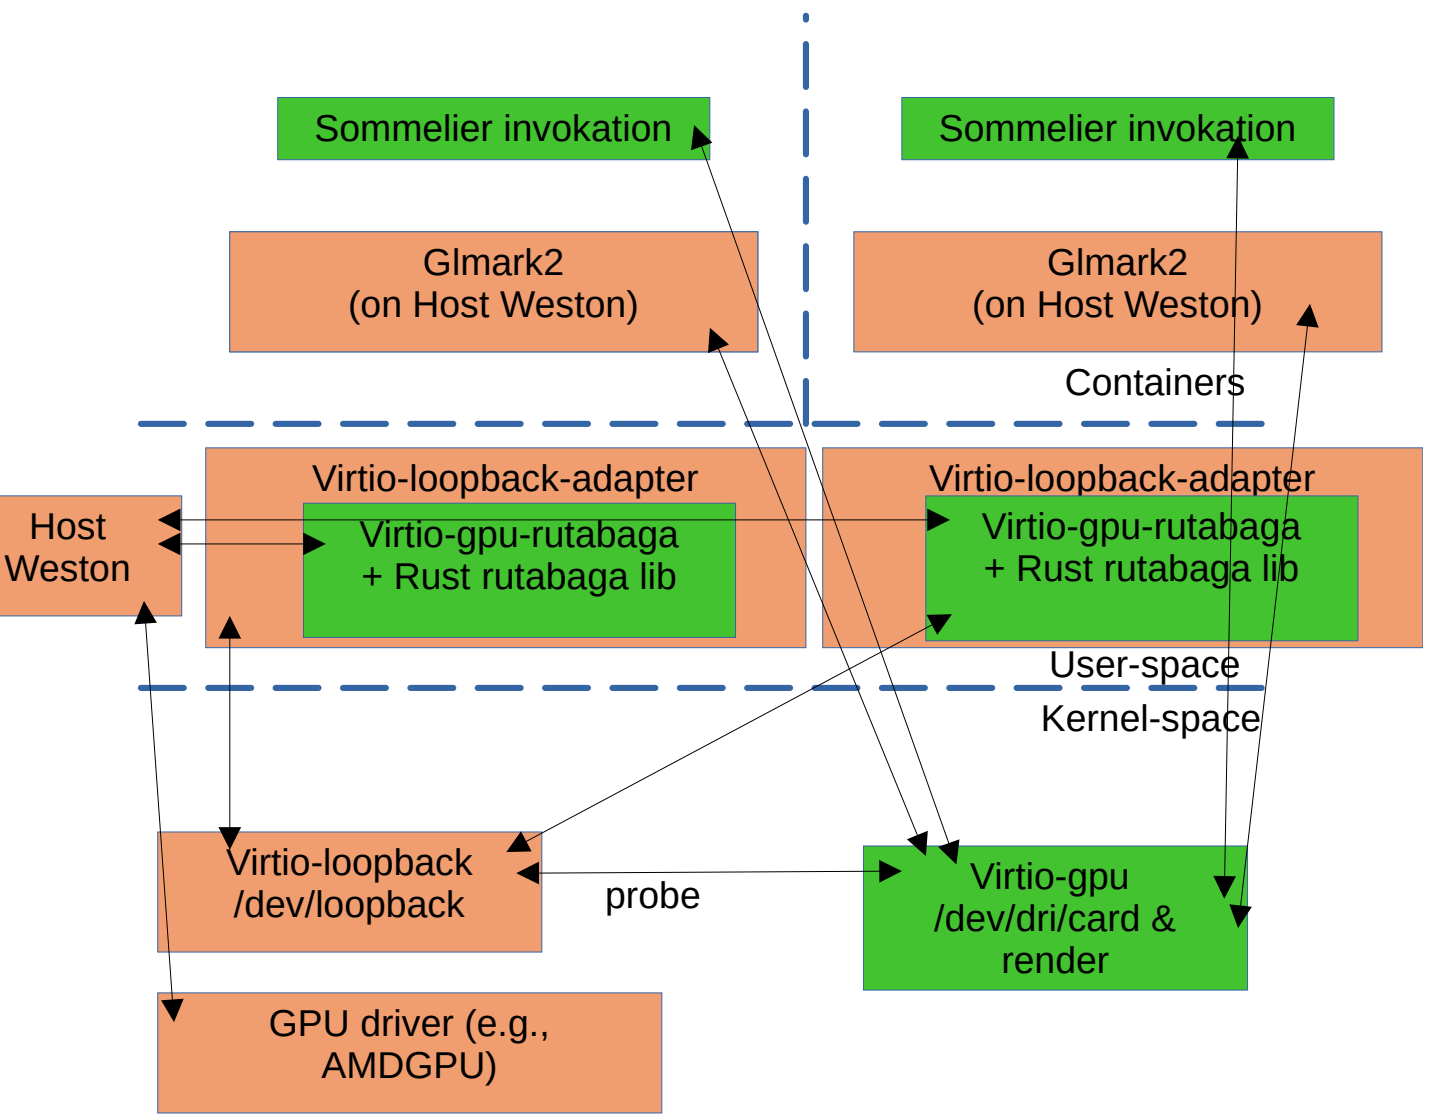 Sommelier invokation
Sommelier invokation
Glmark2
(on Host Weston)
Glmark2
(on Host Weston)
Containers
Virtio-loopback-adapter
Virtio-loopback-adapter
Host
Weston
Virtio-gpu-rutabaga
+ Rust rutabaga lib
Virtio-gpu-rutabaga
+ Rust rutabaga lib
User-space
Kernel-space
Virtio-loopback
/dev/loopback
probe
Virtio-gpu
/dev/dri/card &
render
GPU driver (e.g.,
AMDGPU)